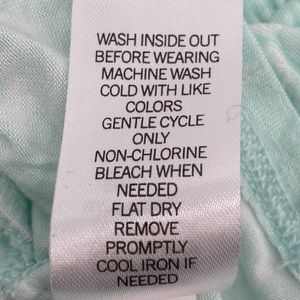 WASH INSIDE OUT
BEFORE WEARING
MACHINE WASH
COLD WITH LIKE
COLORS
GENTLE CYCLE
ONLY
NON-CHLORINE
BLEACH WHEN
NEEDED
FLAT DRY
REMOVE
PROMPTLY
COOL IRON IF
NEEDED